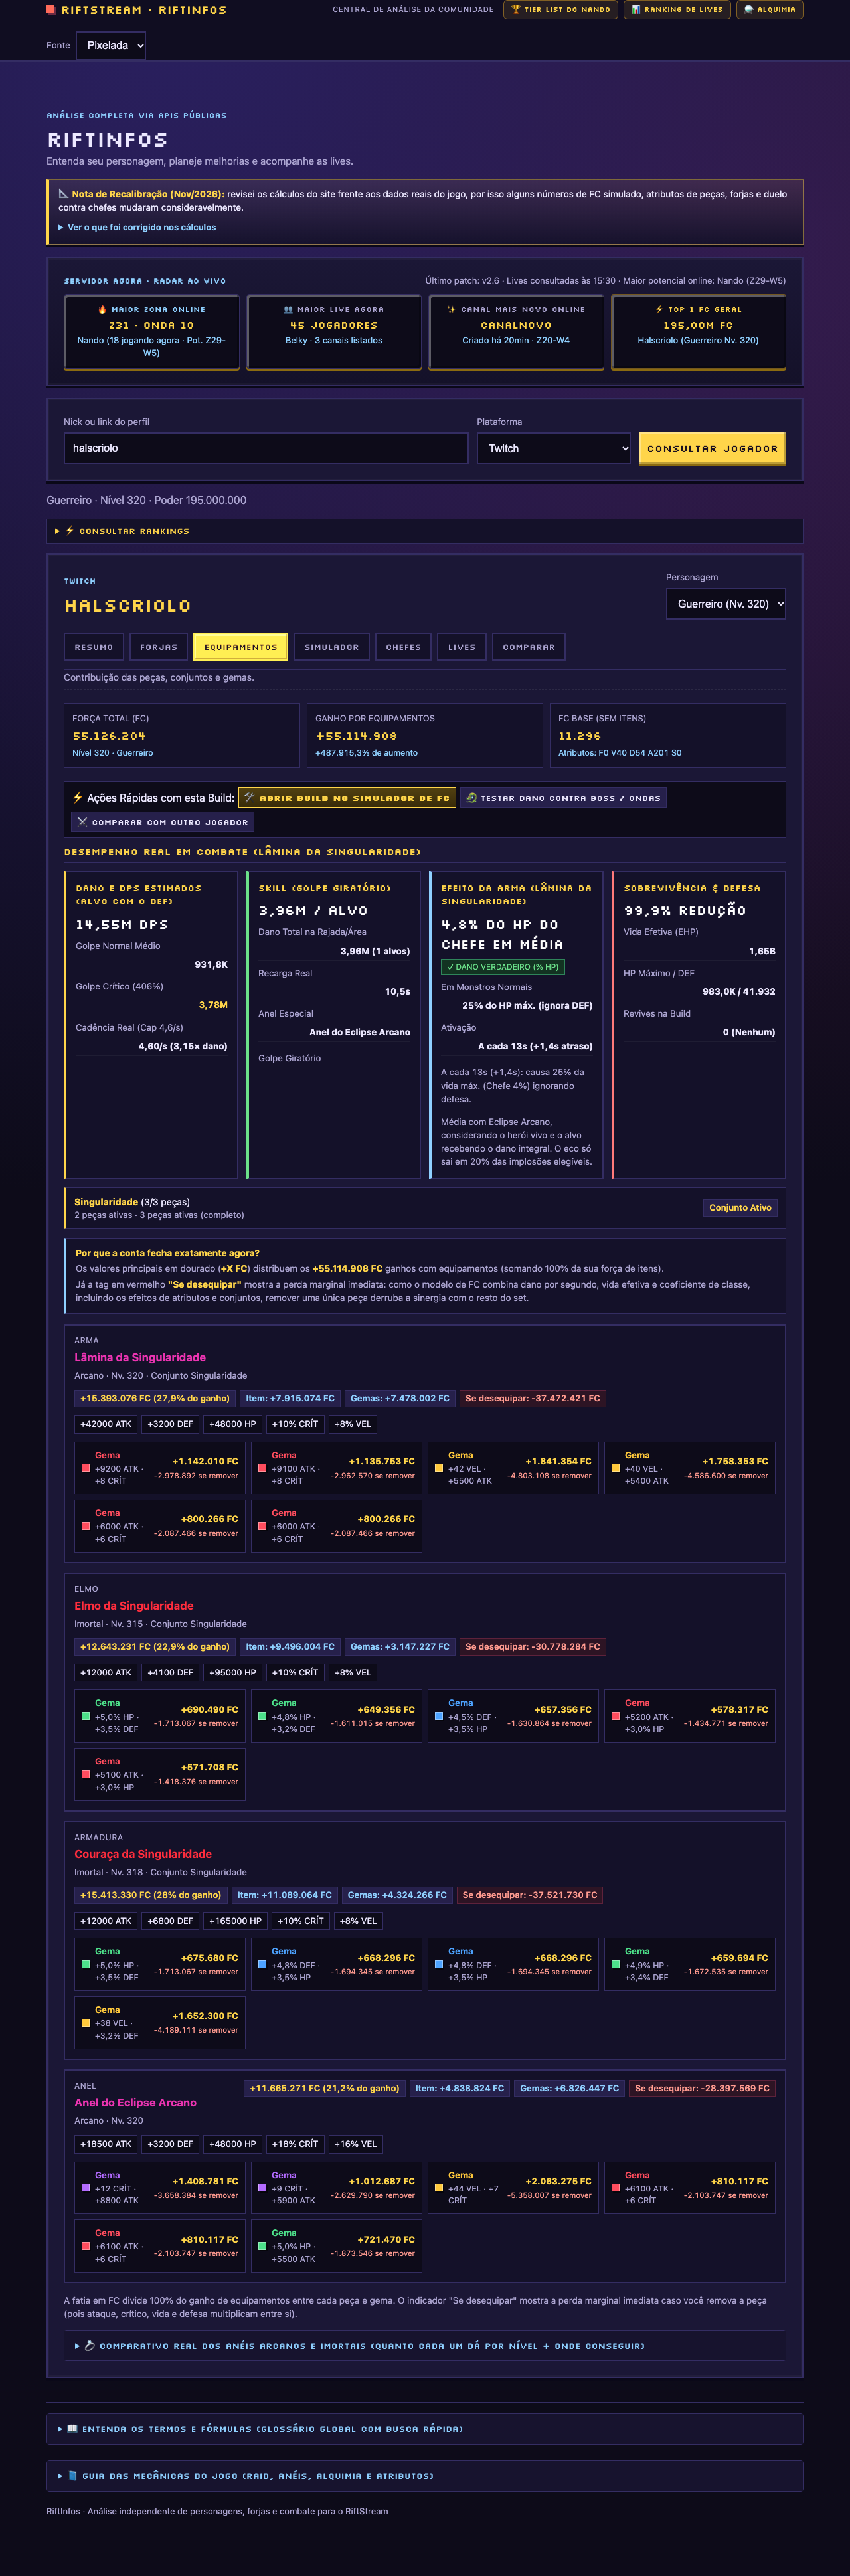 RIFTSTREAM · RIFTINFOS
CENTRAL DE ANÁLISE DA COMUNIDADE
🏆 TIER LIST DO NANDO
📊 RANKING DE LIVES
ALQUIMIA
Fonte
Pixelada
ANÁLISE COMPLETA VIA APIS PÚBLICAS
RIFTINFOS
Entenda seu personagem, planeje melhorias e acompanhe as lives.
📐 Nota de Recalibração (Nov/2026): revisei os cálculos do site frente aos dados reais do jogo, por isso alguns números de FC simulado, atributos de peças, forjas e duelo
contra chefes mudaram consideravelmente.
▶ Ver o que foi corrigido nos cálculos
SERVIDOR AGORA · RADAR AO VIVO
Último patch: v2.6 · Lives consultadas às 15:30 · Maior potencial online: Nando (Z29-W5)
🔥 MAIOR ZONA ONLINE
Z31 · ONDA 10
Nando (18 jogando agora · Pot. Z29-
W5)
👥 MAIOR LIVE AGORA
45 JOGADORES
Belky · 3 canais listados
✨ CANAL MAIS NOVO ONLINE
CANALNOVO
Criado há 20min · Z20-W4
⚡ TOP 1 FC GERAL
195,00M FC
Halscriolo (Guerreiro Nv. 320)
Nick ou link do perfil
halscriolo
Plataforma
Twitch
CONSULTAR JOGADOR
Guerreiro · Nível 320 · Poder 195.000.000
▶ ⚡ CONSULTAR RANKINGS
TWITCH
HALSCRIOLO
Personagem
Guerreiro (Nv. 320)
RESUMO
FORJAS
EQUIPAMENTOS
SIMULADOR
CHEFES
LIVES
COMPARAR
Contribuição das peças, conjuntos e gemas.
FORÇA TOTAL (FC)
55.126.204
Nível 320 · Guerreiro
GANHO POR EQUIPAMENTOS
+55.114.908
+487.915,3% de aumento
FC BASE (SEM ITENS)
11.296
Atributos: F0 V40 D54 A201 S0
⚡ Ações Rápidas com esta Build:
🛠️ ABRIR BUILD NO SIMULADOR DE FC
🐲 TESTAR DANO CONTRA BOSS / ONDAS
⚔️ COMPARAR COM OUTRO JOGADOR
DESEMPENHO REAL EM COMBATE (LÂMINA DA SINGULARIDADE)
DANO E DPS ESTIMADOS
(ALVO COM 0 DEF)
14,55M DPS
Golpe Normal Médio
931,8K
Golpe Crítico (406%)
3,78M
Cadência Real (Cap 4,6/s)
4,60/s (3,15× dano)
SKILL (GOLPE GIRATÓRIO)
3,96M / ALVO
Dano Total na Rajada/Área
3,96M (1 alvos)
Recarga Real
10,5s
Anel Especial
Anel do Eclipse Arcano
Golpe Giratório
EFEITO DA ARMA (LÂMINA DA
SINGULARIDADE)
4,8% DO HP DO
CHEFE EM MÉDIA
✓ DANO VERDADEIRO (% HP)
Em Monstros Normais
25% do HP máx. (ignora DEF)
Ativação
A cada 13s (+1,4s atraso)
A cada 13s (+1,4s): causa 25% da
vida máx. (Chefe 4%) ignorando
defesa.
Média com Eclipse Arcano,
considerando o herói vivo e o alvo
recebendo o dano integral. O eco só
sai em 20% das implosões elegíveis.
SOBREVIVÊNCIA & DEFESA
99,9% REDUÇÃO
Vida Efetiva (EHP)
1,65B
HP Máximo / DEF
983,0K / 41.932
Revives na Build
0 (Nenhum)
Singularidade (3/3 peças)
2 peças ativas · 3 peças ativas (completo)
Conjunto Ativo
Por que a conta fecha exatamente agora?
Os valores principais em dourado (+X FC) distribuem os +55.114.908 FC ganhos com equipamentos (somando 100% da sua força de itens).
Já a tag em vermelho "Se desequipar" mostra a perda marginal imediata: como o modelo de FC combina dano por segundo, vida efetiva e coeficiente de classe,
incluindo os efeitos de atributos e conjuntos, remover uma única peça derruba a sinergia com o resto do set.
ARMA
Lâmina da Singularidade
Arcano · Nv. 320 · Conjunto Singularidade
+15.393.076 FC (27,9% do ganho)
Item: +7.915.074 FC
Gemas: +7.478.002 FC
Se desequipar: -37.472.421 FC
+42000 ATK
+3200 DEF
+48000 HP
+10% CRÍT
+8% VEL
Gema
+9200 ATK ·
+8 CRÍT
+1.142.010 FC
-2.978.892 se remover
Gema
+9100 ATK ·
+8 CRÍT
+1.135.753 FC
-2.962.570 se remover
Gema
+42 VEL ·
+5500 ATK
+1.841.354 FC
-4.803.108 se remover
Gema
+40 VEL ·
+5400 ATK
+1.758.353 FC
-4.586.600 se remover
Gema
+6000 ATK ·
+6 CRÍT
+800.266 FC
-2.087.466 se remover
Gema
+6000 ATK ·
+6 CRÍT
+800.266 FC
-2.087.466 se remover
ELMO
Elmo da Singularidade
Imortal · Nv. 315 · Conjunto Singularidade
+12.643.231 FC (22,9% do ganho)
Item: +9.496.004 FC
Gemas: +3.147.227 FC
Se desequipar: -30.778.284 FC
+12000 ATK
+4100 DEF
+95000 HP
+10% CRÍT
+8% VEL
Gema
+5,0% HP ·
+3,5% DEF
+690.490 FC
-1.713.067 se remover
Gema
+4,8% HP ·
+3,2% DEF
+649.356 FC
-1.611.015 se remover
Gema
+4,5% DEF ·
+3,5% HP
+657.356 FC
-1.630.864 se remover
Gema
+5200 ATK ·
+3,0% HP
+578.317 FC
-1.434.771 se remover
Gema
+5100 ATK ·
+3,0% HP
+571.708 FC
-1.418.376 se remover
ARMADURA
Couraça da Singularidade
Imortal · Nv. 318 · Conjunto Singularidade
+15.413.330 FC (28% do ganho)
Item: +11.089.064 FC
Gemas: +4.324.266 FC
Se desequipar: -37.521.730 FC
+12000 ATK
+6800 DEF
+165000 HP
+10% CRÍT
+8% VEL
Gema
+5,0% HP ·
+3,5% DEF
+675.680 FC
-1.713.067 se remover
Gema
+4,8% DEF ·
+3,5% HP
+668.296 FC
-1.694.345 se remover
Gema
+4,8% DEF ·
+3,5% HP
+668.296 FC
-1.694.345 se remover
Gema
+4,9% HP ·
+3,4% DEF
+659.694 FC
-1.672.535 se remover
Gema
+38 VEL ·
+3,2% DEF
+1.652.300 FC
-4.189.111 se remover
ANEL
Anel do Eclipse Arcano
Arcano · Nv. 320
+11.665.271 FC (21,2% do ganho)
Item: +4.838.824 FC
Gemas: +6.826.447 FC
Se desequipar: -28.397.569 FC
+18500 ATK
+3200 DEF
+48000 HP
+18% CRÍT
+16% VEL
Gema
+12 CRÍT ·
+8800 ATK
+1.408.781 FC
-3.658.384 se remover
Gema
+9 CRÍT ·
+5900 ATK
+1.012.687 FC
-2.629.790 se remover
Gema
+44 VEL · +7
CRÍT
+2.063.275 FC
-5.358.007 se remover
Gema
+6100 ATK ·
+6 CRÍT
+810.117 FC
-2.103.747 se remover
Gema
+6100 ATK ·
+6 CRÍT
+810.117 FC
-2.103.747 se remover
Gema
+5,0% HP ·
+5500 ATK
+721.470 FC
-1.873.546 se remover
A fatia em FC divide 100% do ganho de equipamentos entre cada peça e gema. O indicador "Se desequipar" mostra a perda marginal imediata caso você remova a peça
(pois ataque, crítico, vida e defesa multiplicam entre si).
▶ 💍 COMPARATIVO REAL DOS ANÉIS ARCANOS E IMORTAIS (QUANTO CADA UM DÁ POR NÍVEL + ONDE CONSEGUIR)
▶ 📖 ENTENDA OS TERMOS E FÓRMULAS (GLOSSÁRIO GLOBAL COM BUSCA RÁPIDA)
▶ 📘 GUIA DAS MECÂNICAS DO JOGO (RAID, ANÉIS, ALQUIMIA E ATRIBUTOS)
RiftInfos · Análise independente de personagens, forjas e combate para o RiftStream